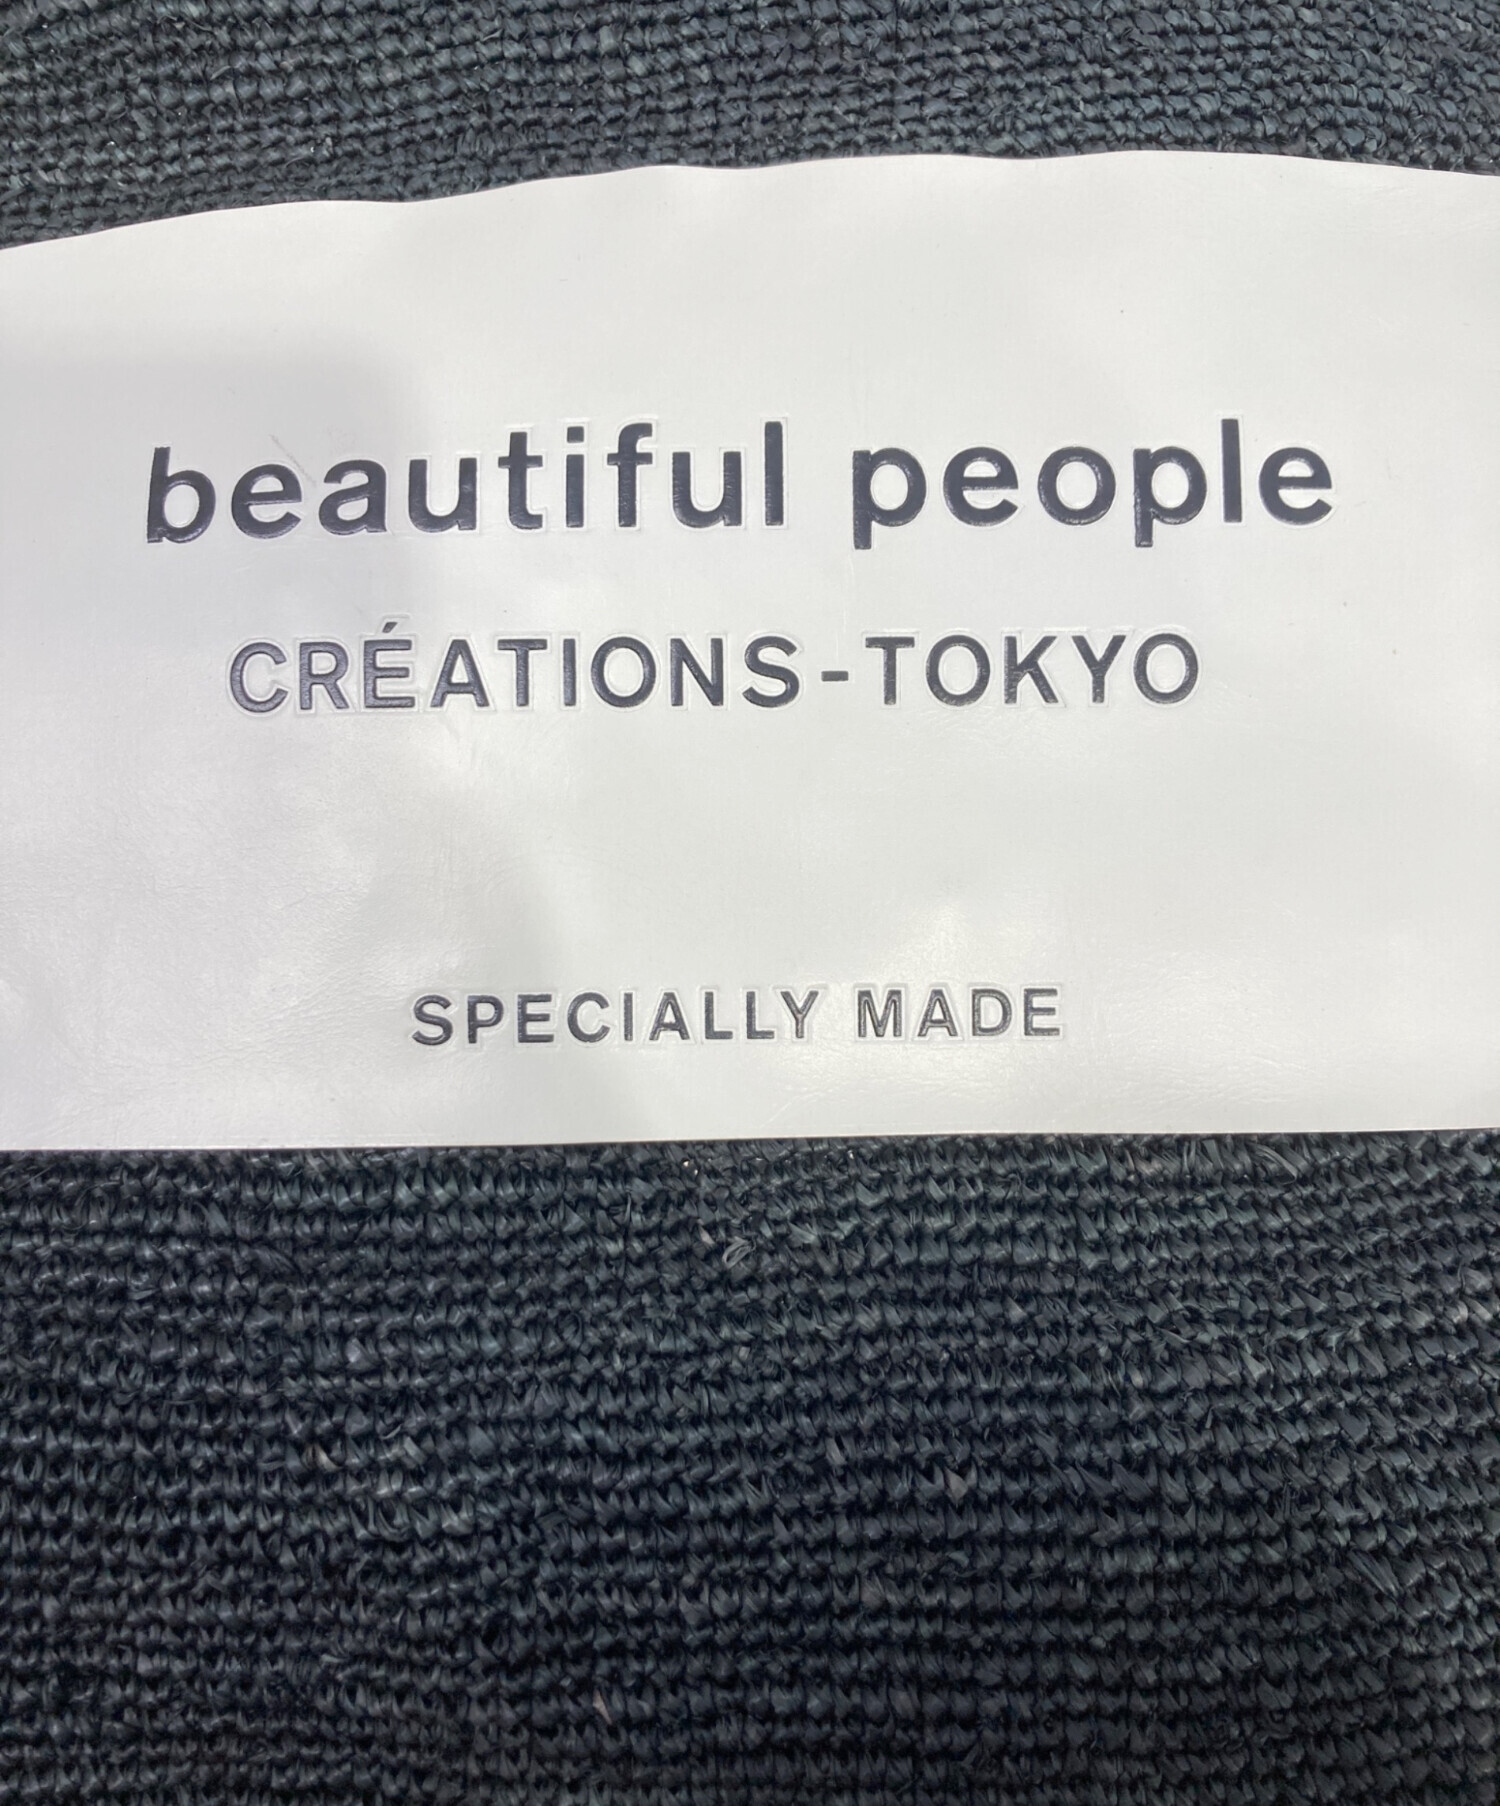 beautiful people
CRÉATIONS-TOKYO
SPECIALLY MADE